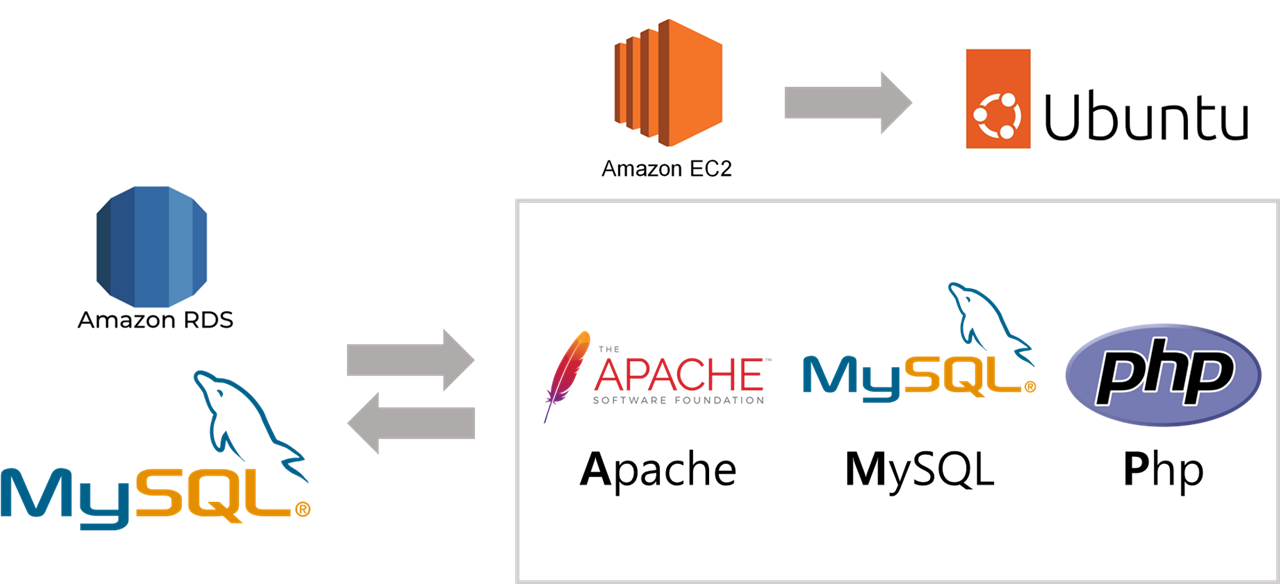 Amazon EC2
Ubuntu
Amazon RDS
MySQL®
THE
APACHE™
SOFTWARE FOUNDATION
MySQL®
php
Apache
MySQL
Php